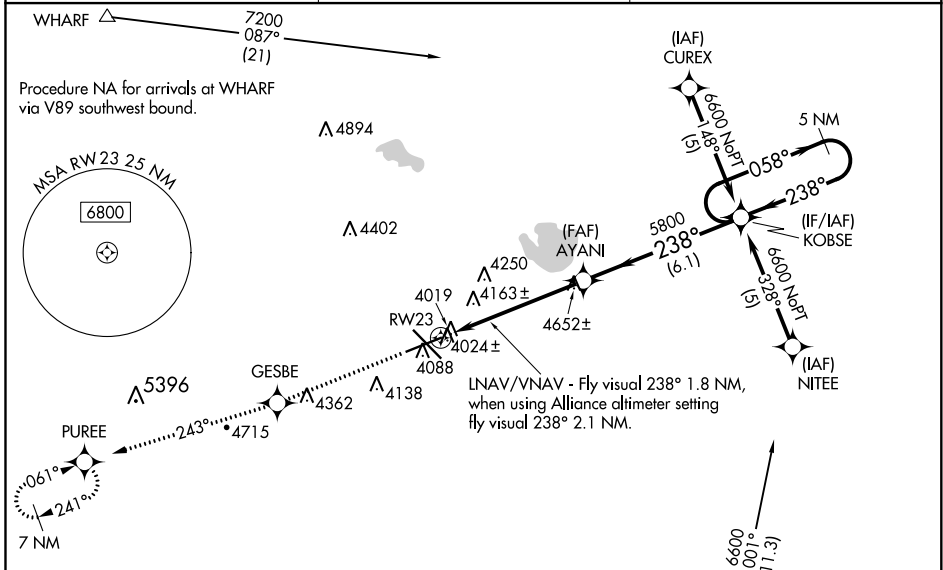 WHARF
7200
087°
(21)
Procedure NA for arrivals at WHARF
via V89 southwest bound.
MSA RW 23 25 NM
6800
4894
4402
(IAF)
CUREX
6600 NoPT
148°
(5)
5 NM
058°
238°
(IF/IAF)
KOBSE
5800
238°
(6.1)
(FAF)
AYANI
6600 NoPT
328°
(5)
(IAF)
NITEE
4250
4163±
4652±
4019
RW23
4024±
4088
LNAV/VNAV - Fly visual 238° 1.8 NM,
when using Alliance altimeter setting
fly visual 238° 2.1 NM.
GESBE
4362
4138
5396
243°
4715
PUREE
061°
241°
7 NM
6600
001°
11.3)